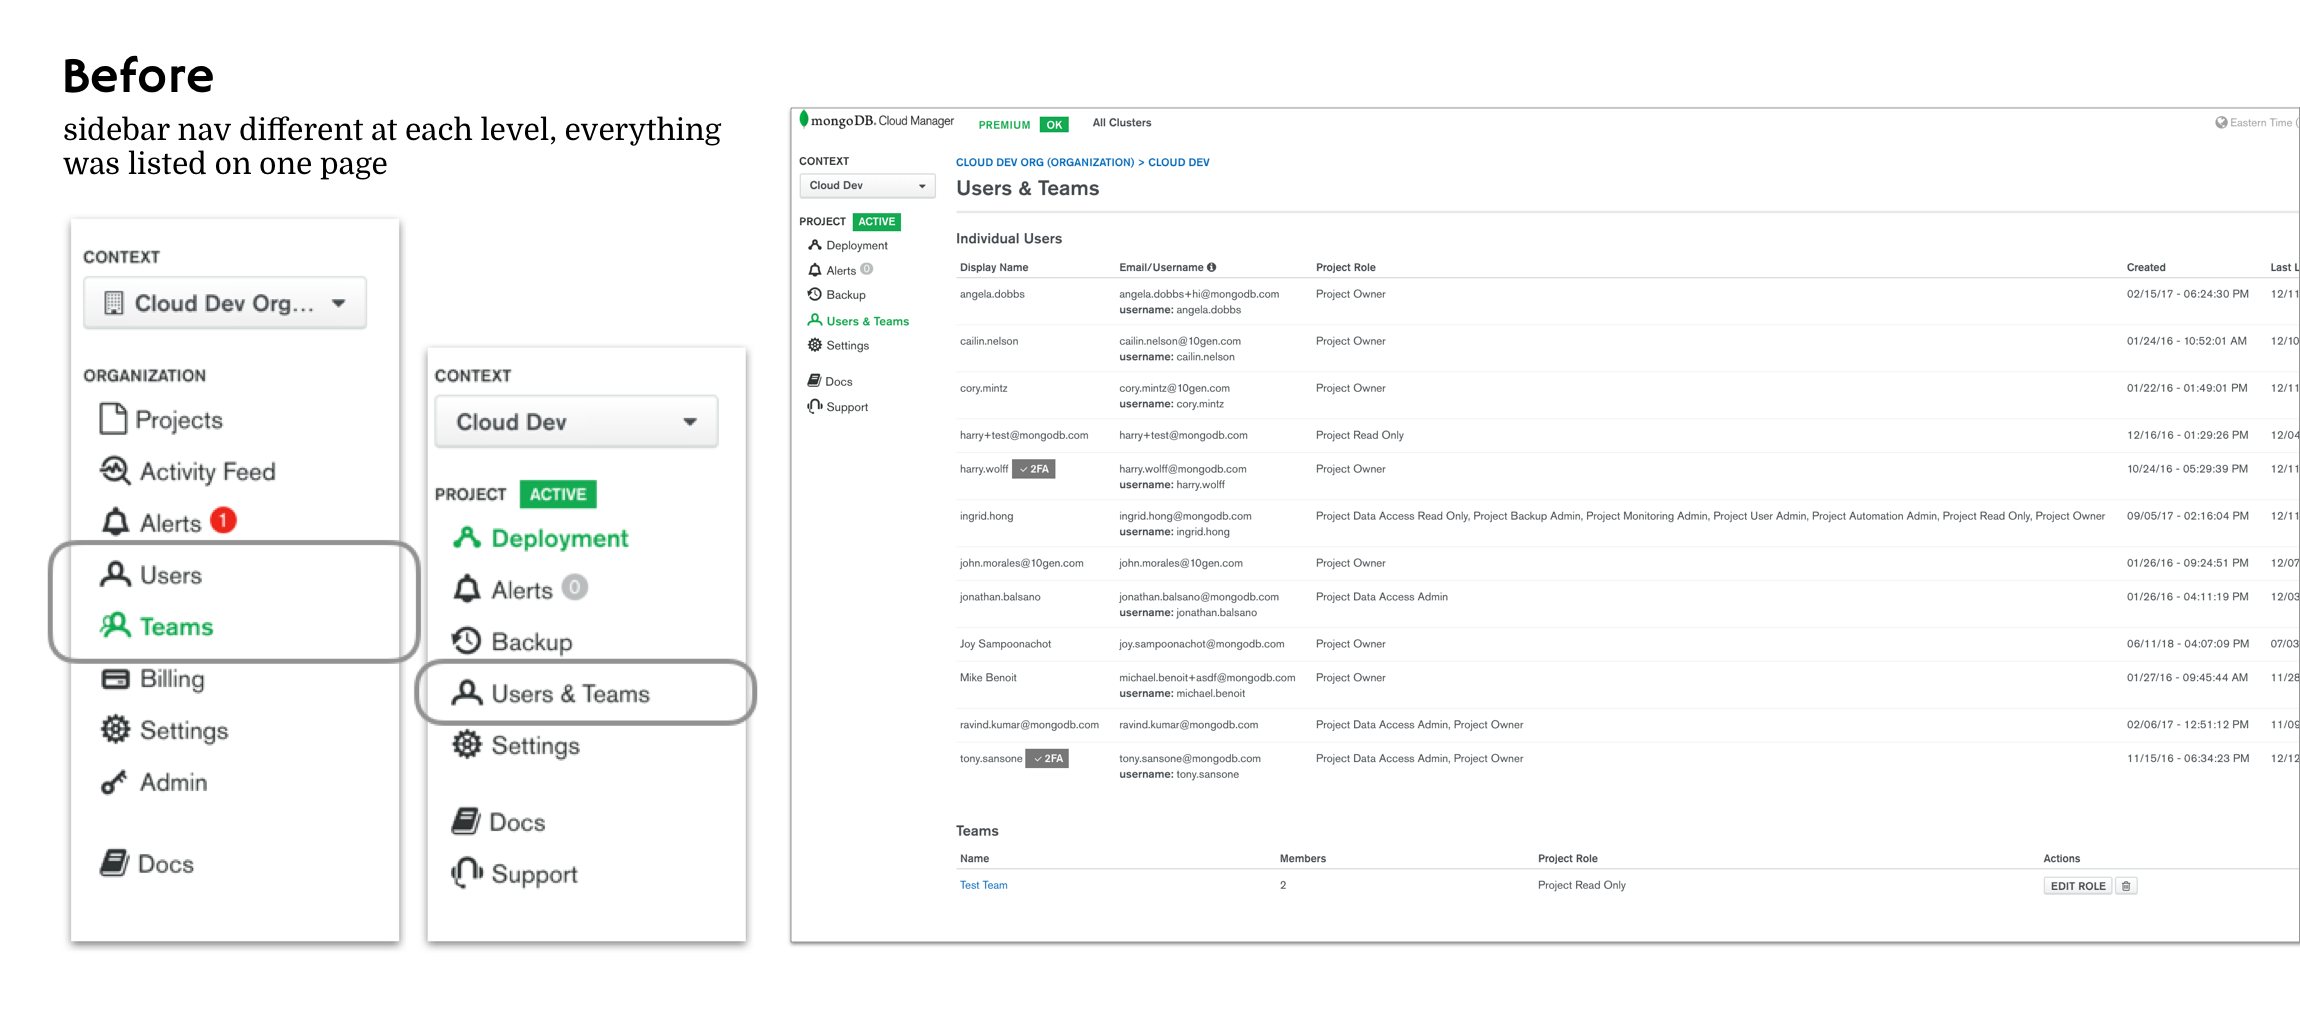 Before
sidebar nav different at each level, everything
was listed on one page
CONTEXT
Cloud Dev Org...
ORGANIZATION
Projects
Activity Feed
Alerts 1
Users
Teams
Billing
Settings
Admin
Docs
CONTEXT
Cloud Dev
PROJECT ACTIVE
Deployment
Alerts 0
Backup
Users & Teams
Settings
Docs
Support
mongoDB. Cloud Manager PREMIUM OK All Clusters Eastern Time (
CONTEXT
Cloud Dev
PROJECT ACTIVE
Deployment
Alerts 0
Backup
Users & Teams
Settings
Docs
Support
CLOUD DEV ORG (ORGANIZATION) > CLOUD DEV
Users & Teams
Individual Users
Display Name Email/Username Project Role Created Last L
angela.dobbs angela.dobbs+hi@mongodb.com Project Owner 02/15/17 - 06:24:30 PM 12/11
username: angela.dobbs
cailin.nelson cailin.nelson@10gen.com Project Owner 01/24/16 - 10:52:01 AM 12/10
username: cailin.nelson
cory.mintz cory.mintz@10gen.com Project Owner 01/22/16 - 01:49:01 PM 12/11
username: cory.mintz
harry+test@mongodb.com harry+test@mongodb.com Project Read Only 12/16/16 - 01:29:26 PM 12/04
harry.wolff ✓ 2FA harry.wolff@mongodb.com Project Owner 10/24/16 - 05:29:39 PM 12/11
username: harry.wolff
ingrid.hong ingrid.hong@mongodb.com Project Data Access Read Only, Project Backup Admin, Project Monitoring Admin, Project User Admin, Project Automation Admin, Project Read Only, Project Owner 09/05/17 - 02:16:04 PM 12/11
username: ingrid.hong
john.morales@10gen.com john.morales@10gen.com Project Owner 01/26/16 - 09:24:51 PM 12/07
jonathan.balsano jonathan.balsano@mongodb.com Project Data Access Admin 01/26/16 - 04:11:19 PM 12/03
username: jonathan.balsano
Joy Sampoonachot joy.sampoonachot@mongodb.com Project Owner 06/11/18 - 04:07:09 PM 07/03
Mike Benoit michael.benoit+asdf@mongodb.com Project Owner 01/27/16 - 09:45:44 AM 11/28
username: michael.benoit
ravind.kumar@mongodb.com ravind.kumar@mongodb.com Project Data Access Admin, Project Owner 02/06/17 - 12:51:12 PM 11/09
tony.sansone ✓ 2FA tony.sansone@mongodb.com Project Data Access Admin, Project Owner 11/15/16 - 06:34:23 PM 12/12
username: tony.sansone
Teams
Name Members Project Role Actions
Test Team 2 Project Read Only EDIT ROLE